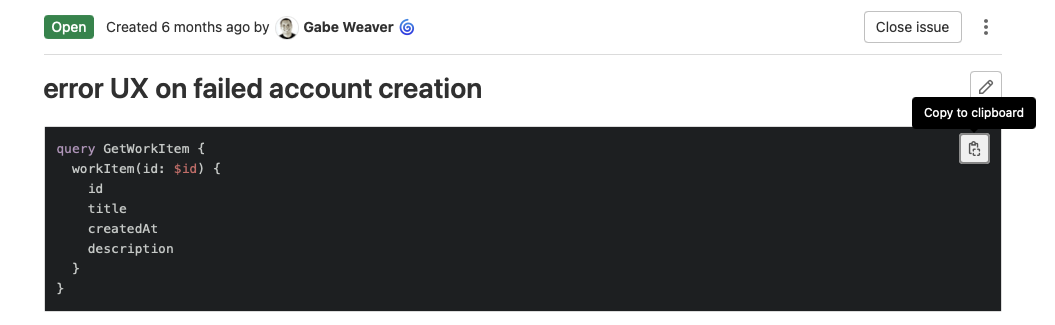 Open Created 6 months ago by Gabe Weaver Close issue
error UX on failed account creation
Copy to clipboard
query GetWorkItem {
  workItem(id: $id) {
    id
    title
    createdAt
    description
  }
}